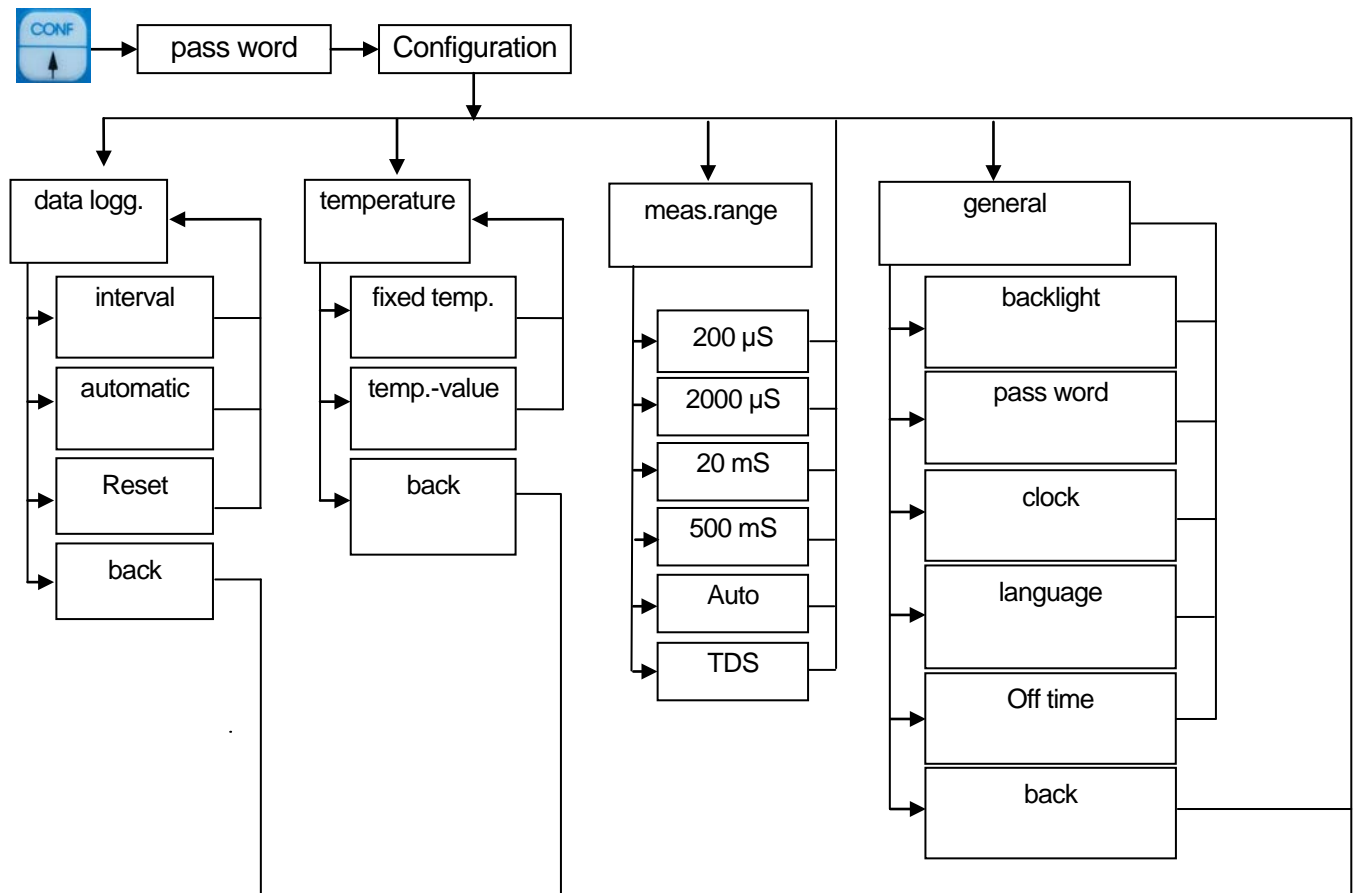 CONF
pass word
Configuration
data logg.
interval
automatic
Reset
back
temperature
fixed temp.
temp.-value
back
meas.range
200 µS
2000 µS
20 mS
500 mS
Auto
TDS
general
backlight
pass word
clock
language
Off time
back